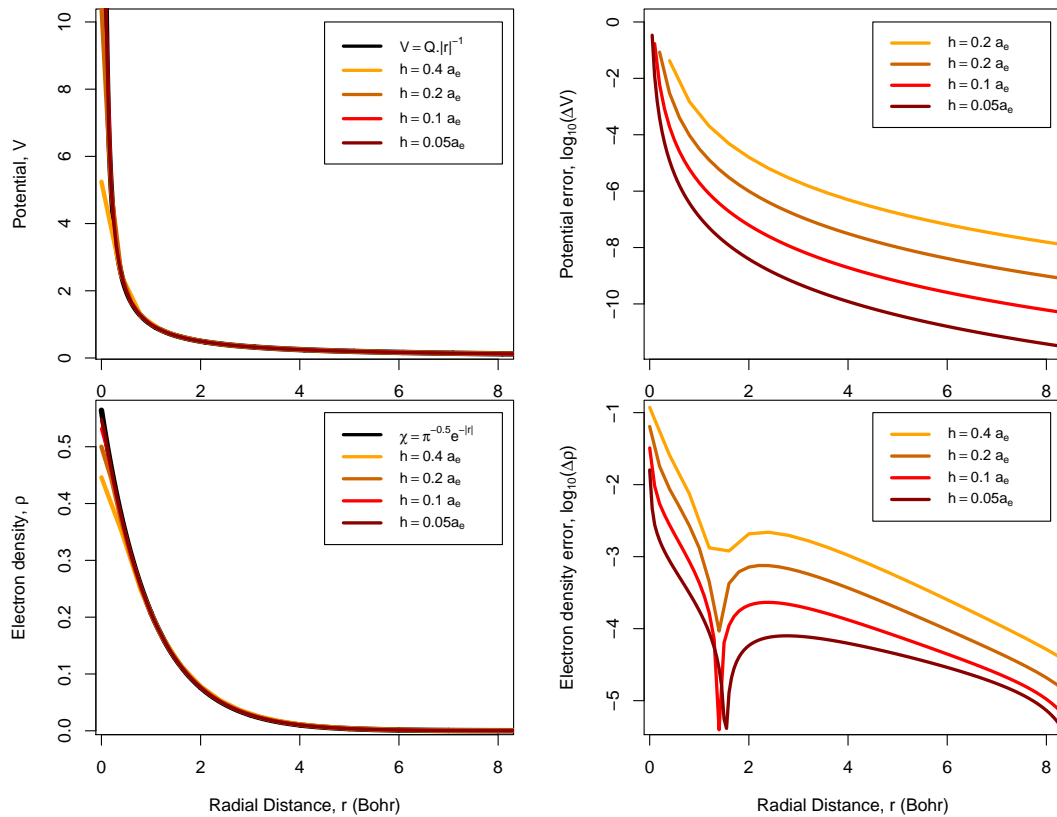 10
8
6
4
2
0
Potential, V
V = Q.|r|⁻¹
h = 0.4 aₑ
h = 0.2 aₑ
h = 0.1 aₑ
h = 0.05aₑ
0 2 4 6 8
0
−2
−4
−6
−8
−10
Potential error, log₁₀(ΔV)
h = 0.2 aₑ
h = 0.2 aₑ
h = 0.1 aₑ
h = 0.05aₑ
0 2 4 6 8
0.5
0.4
0.3
0.2
0.1
0.0
Electron density, ρ
χ = π⁻⁰·⁵e⁻|r|
h = 0.4 aₑ
h = 0.2 aₑ
h = 0.1 aₑ
h = 0.05aₑ
0 2 4 6 8
Radial Distance, r (Bohr)
−1
−2
−3
−4
−5
Electron density error, log₁₀(Δρ)
h = 0.4 aₑ
h = 0.2 aₑ
h = 0.1 aₑ
h = 0.05aₑ
0 2 4 6 8
Radial Distance, r (Bohr)